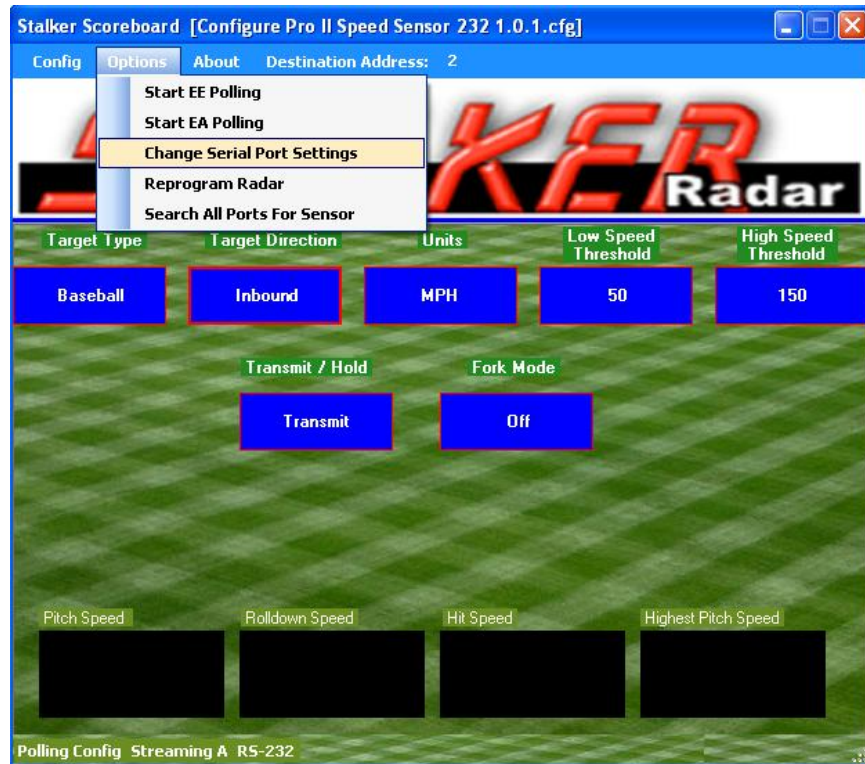 Stalker Scoreboard [Configure Pro II Speed Sensor 232 1.0.1.cfg]
Config Options About Destination Address: 2
Start EE Polling
Start EA Polling
Change Serial Port Settings
Reprogram Radar
Search All Ports For Sensor
Radar
Target Type Target Direction Units Low Speed Threshold High Speed Threshold
Baseball Inbound MPH 50 150
Transmit / Hold Fork Mode
Transmit Off
Pitch Speed Rolldown Speed Hit Speed Highest Pitch Speed
Polling Config Streaming A RS-232